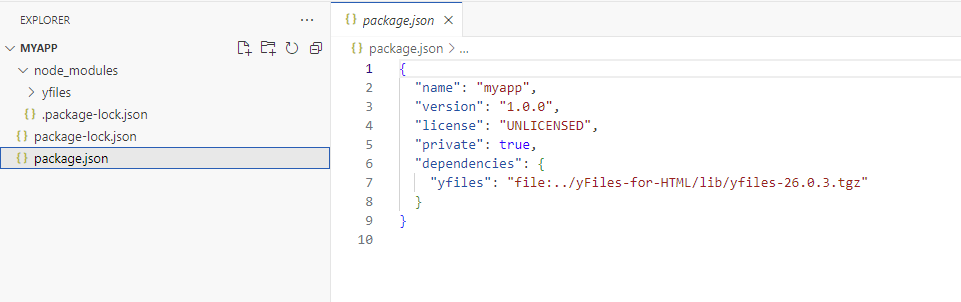 EXPLORER
MYAPP
node_modules
yfiles
{} .package-lock.json
{} package-lock.json
{} package.json
{} package.json
{} package.json > ...
1 {
2 "name": "myapp",
3 "version": "1.0.0",
4 "license": "UNLICENSED",
5 "private": true,
6 "dependencies": {
7 "yfiles": "file:../yFiles-for-HTML/lib/yfiles-26.0.3.tgz"
8 }
9 }
10